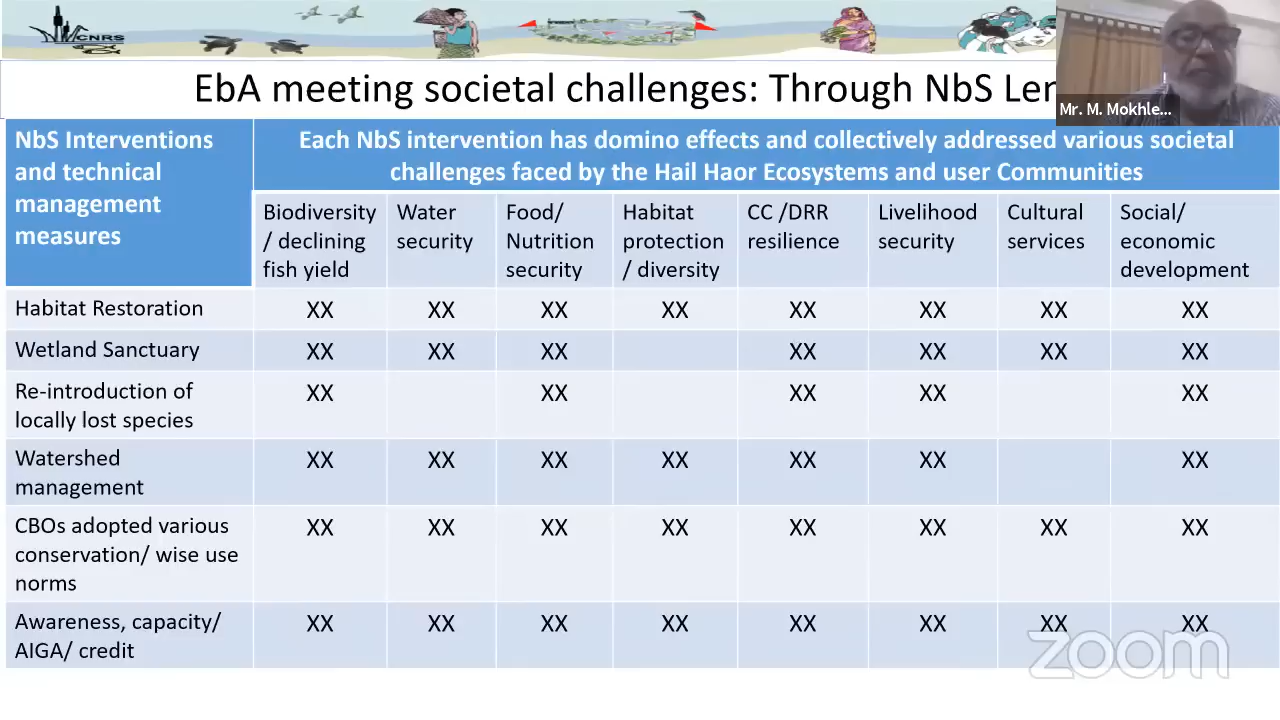 CNRS
EbA meeting societal challenges: Through NbS
Mr. M. Mokhle...
NbS Interventions
and technical
management
measures
Each NbS intervention has domino effects and collectively addressed various societal
challenges faced by the Hail Haor Ecosystems and user Communities
Biodiversity
/ declining
fish yield
Water
security
Food/
Nutrition
security
Habitat
protection
/ diversity
CC /DRR
resilience
Livelihood
security
Cultural
services
Social/
economic
development
Habitat Restoration
XX XX XX XX XX XX XX XX
Wetland Sanctuary
XX XX XX XX XX XX XX
Re-introduction of
locally lost species
XX XX XX XX XX
Watershed
management
XX XX XX XX XX XX XX
CBOs adopted various
conservation/ wise use
norms
XX XX XX XX XX XX XX XX
Awareness, capacity/
AIGA/ credit
XX XX XX XX XX XX XX XX
zoom